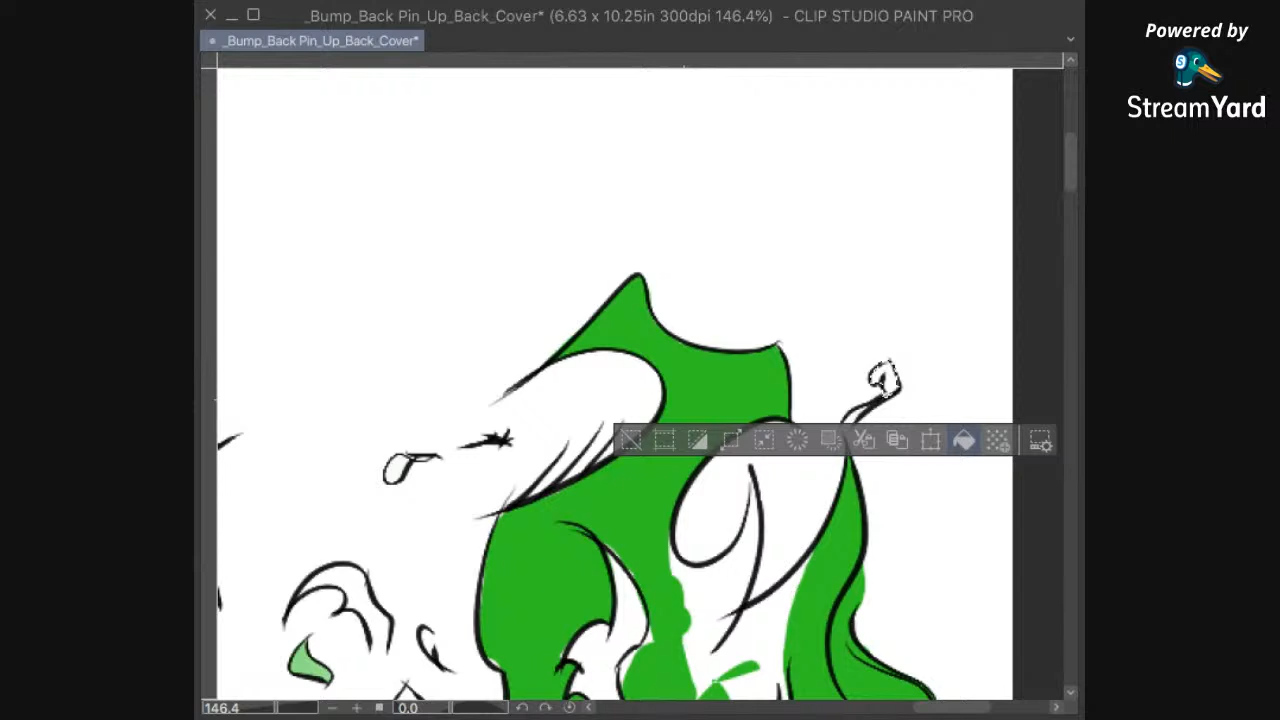 _Bump_Back Pin_Up_Back_Cover* (6.63 x 10.25in 300dpi 146.4%) - CLIP STUDIO PAINT PRO
_Bump_Back Pin_Up_Back_Cover*
Powered by
StreamYard
146.4
0.0